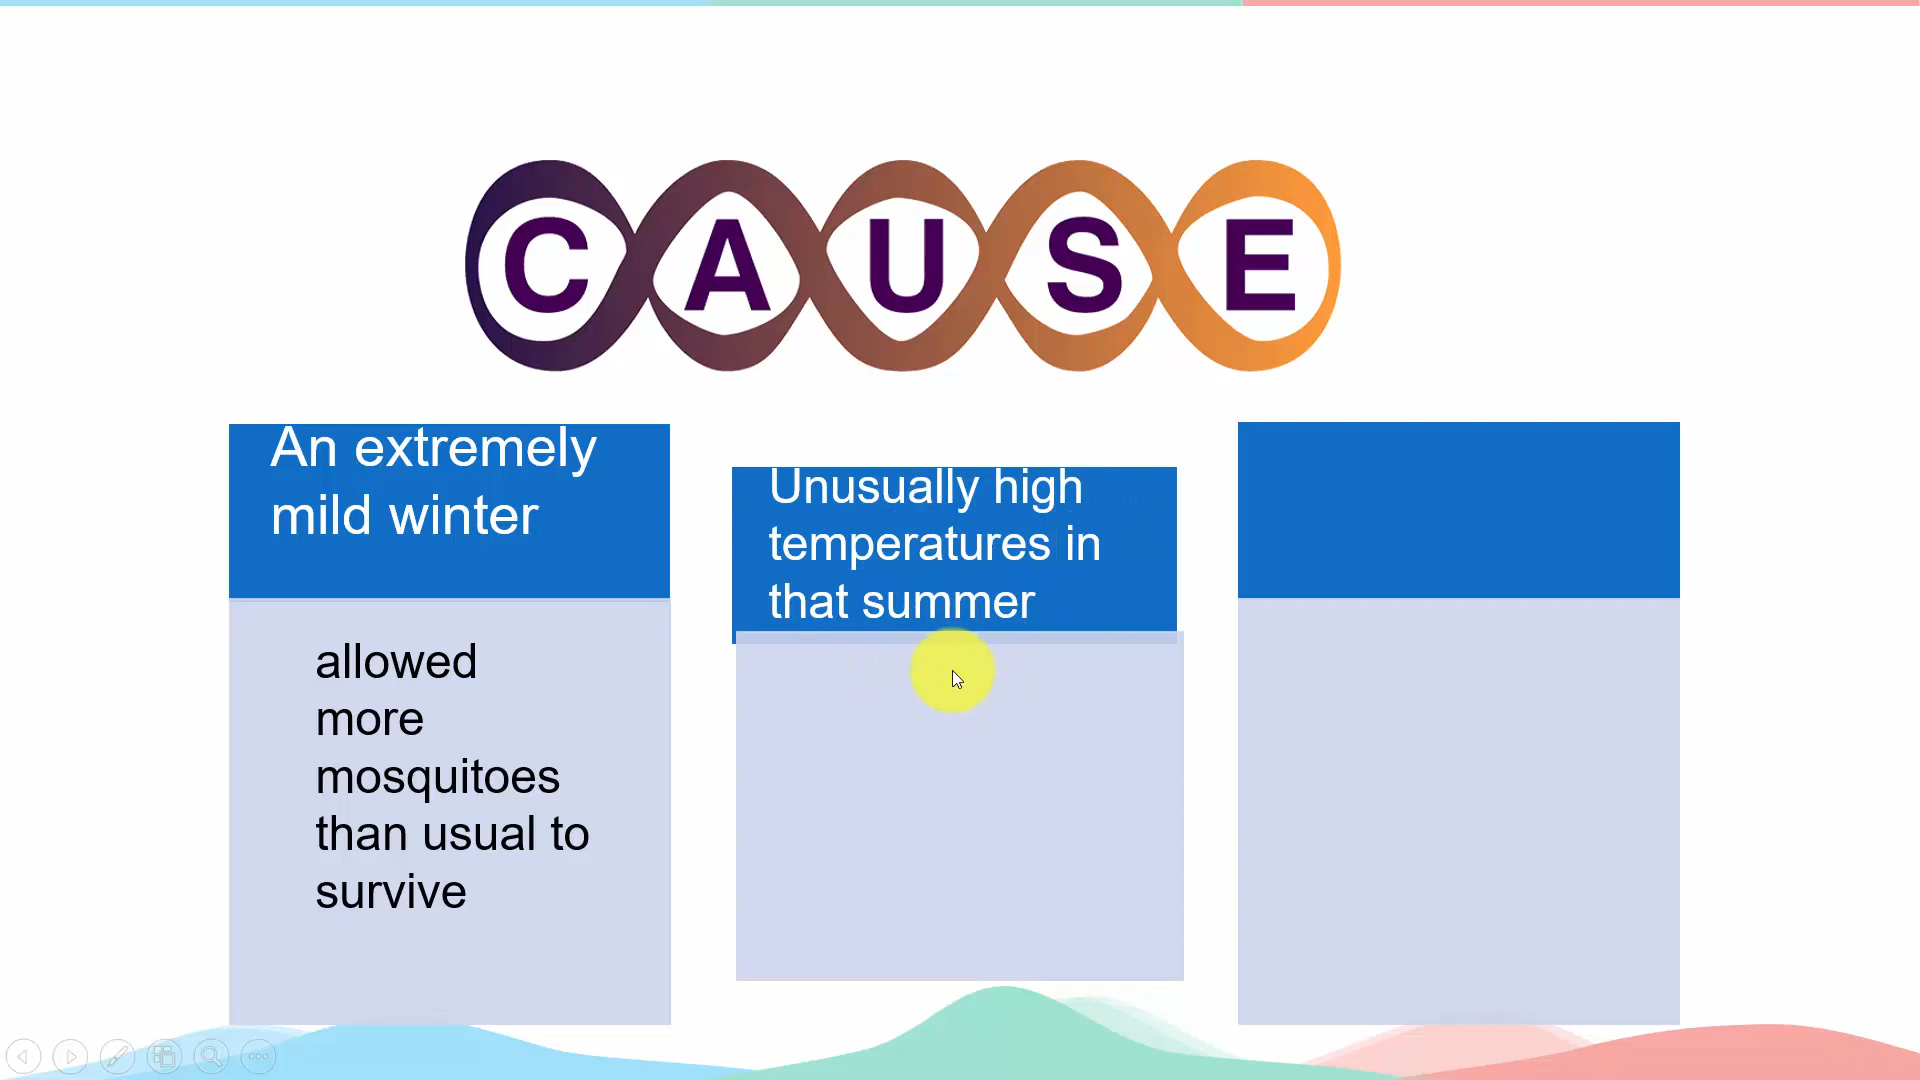 CAUSE
An extremely
mild winter
allowed
more
mosquitoes
than usual to
survive
Unusually high
temperatures in
that summer